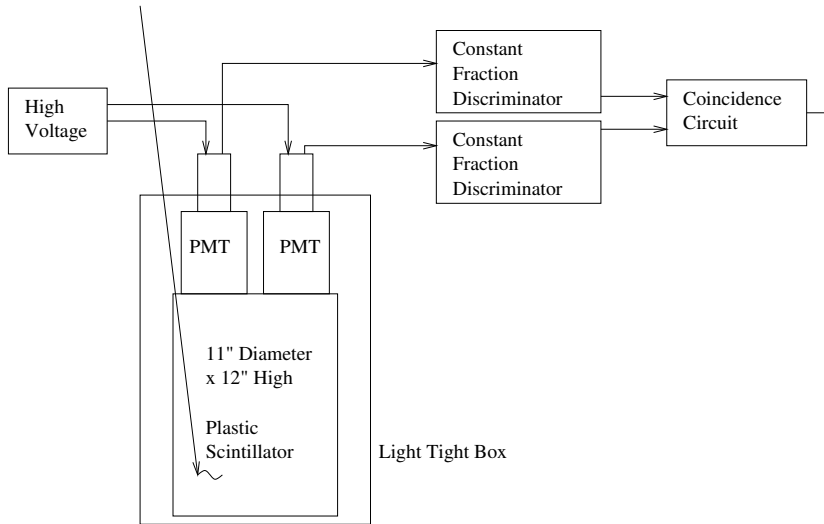 Constant
Fraction
Discriminator
High
Voltage
Coincidence
Circuit
Constant
Fraction
Discriminator
PMT
PMT
11" Diameter
x 12" High
Plastic
Scintillator
Light Tight Box